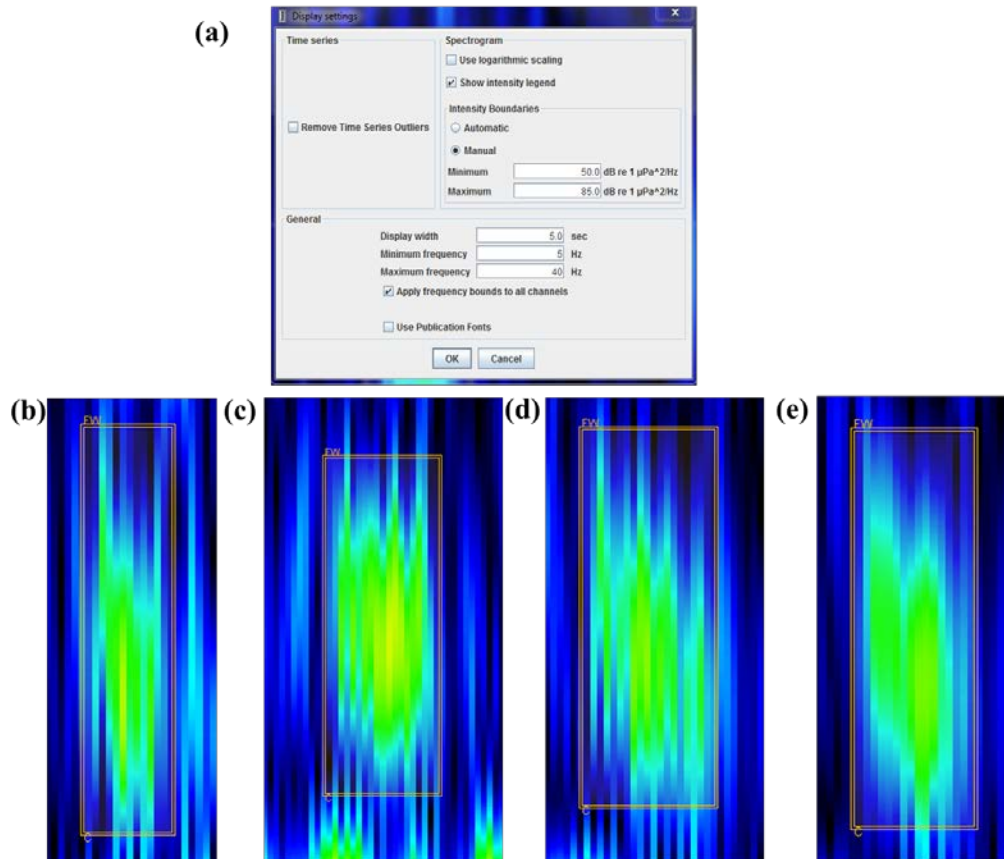 (a)
Display settings
X
Time series
Remove Time Series Outliers
Spectrogram
Use logarithmic scaling
Show intensity legend
Intensity Boundaries
Automatic
Manual
Minimum 50.0 dB re 1 µPa^2/Hz
Maximum 85.0 dB re 1 µPa^2/Hz
General
Display width 5.0 sec
Minimum frequency 5 Hz
Maximum frequency 40 Hz
Apply frequency bounds to all channels
Use Publication Fonts
OK Cancel
(b) (c) (d) (e)
FW FW FW FW
C C C C